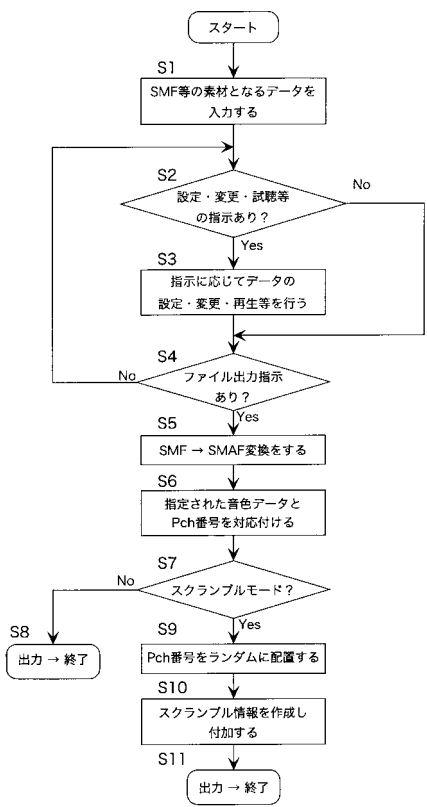 スタート
S1
SMF等の素材となるデータを
入力する
S2
設定・変更・試聴等
の指示あり？
No
Yes
S3
指示に応じてデータの
設定・変更・再生等を行う
S4
ファイル出力指示
あり？
No
Yes
S5
SMF → SMAF変換をする
S6
指定された音色データと
Pch番号を対応付ける
S7
スクランブルモード？
No
Yes
S8
出力 → 終了
S9
Pch番号をランダムに配置する
S10
スクランブル情報を作成し
付加する
S11
出力 → 終了